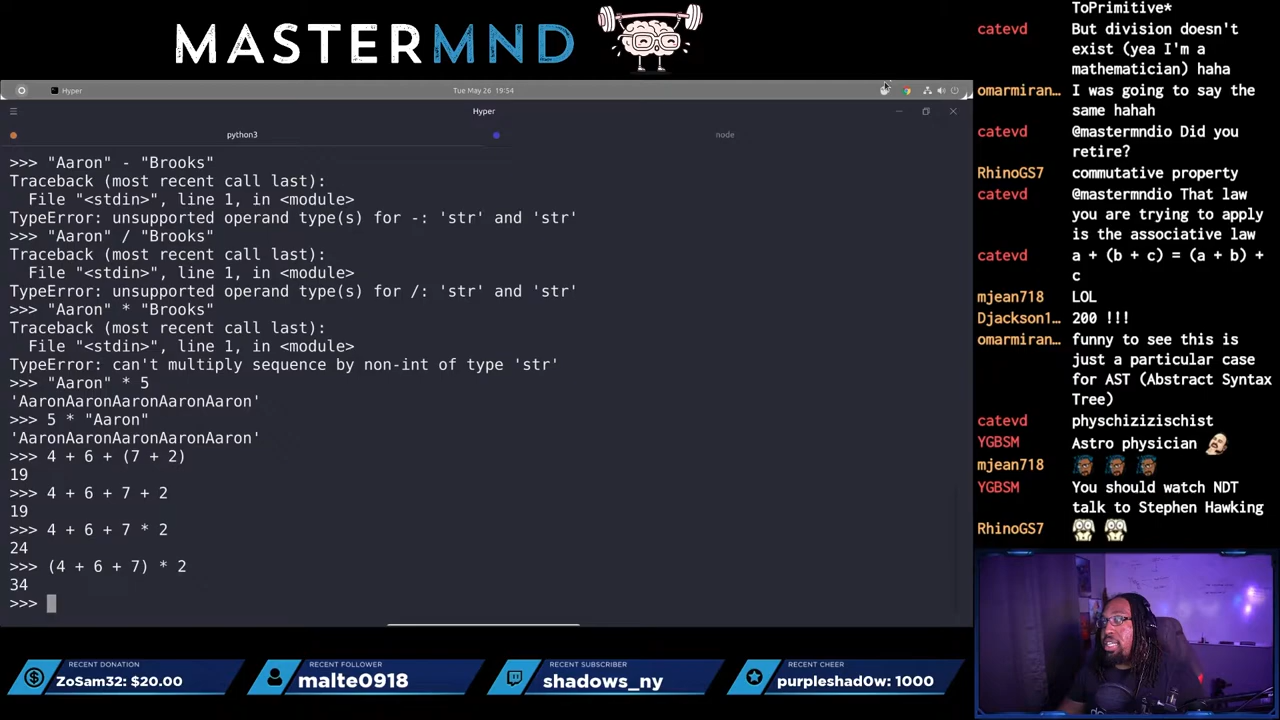 MASTERMND
Tue May 26 19:54
Hyper
Hyper
python3
node
>>> "Aaron" - "Brooks"
Traceback (most recent call last):
  File "<stdin>", line 1, in <module>
TypeError: unsupported operand type(s) for -: 'str' and 'str'
>>> "Aaron" / "Brooks"
Traceback (most recent call last):
  File "<stdin>", line 1, in <module>
TypeError: unsupported operand type(s) for /: 'str' and 'str'
>>> "Aaron" * "Brooks"
Traceback (most recent call last):
  File "<stdin>", line 1, in <module>
TypeError: can't multiply sequence by non-int of type 'str'
>>> "Aaron" * 5
'AaronAaronAaronAaronAaron'
>>> 5 * "Aaron"
'AaronAaronAaronAaronAaron'
>>> 4 + 6 + (7 + 2)
19
>>> 4 + 6 + 7 + 2
19
>>> 4 + 6 + 7 * 2
24
>>> (4 + 6 + 7) * 2
34
>>>
ToPrimitive*
catevd But division doesn't
exist (yea I'm a
mathematician) haha
omarmiran… I was going to say the
same hahah
catevd @mastermndio Did you
retire?
RhinoGS7 commutative property
catevd @mastermndio That law
you are trying to apply
is the associative law
catevd a + (b + c) = (a + b) +
c
mjean718 LOL
Djackson1… 200 !!!
omarmiran… funny to see this is
just a particular case
for AST (Abstract Syntax
Tree)
catevd physchizizischist
YGBSM Astro physician
mjean718
YGBSM You should watch NDT
talk to Stephen Hawking
RhinoGS7
RECENT DONATION
ZoSam32: $20.00
RECENT FOLLOWER
malte0918
RECENT SUBSCRIBER
shadows_ny
RECENT CHEER
purpleshad0w: 1000